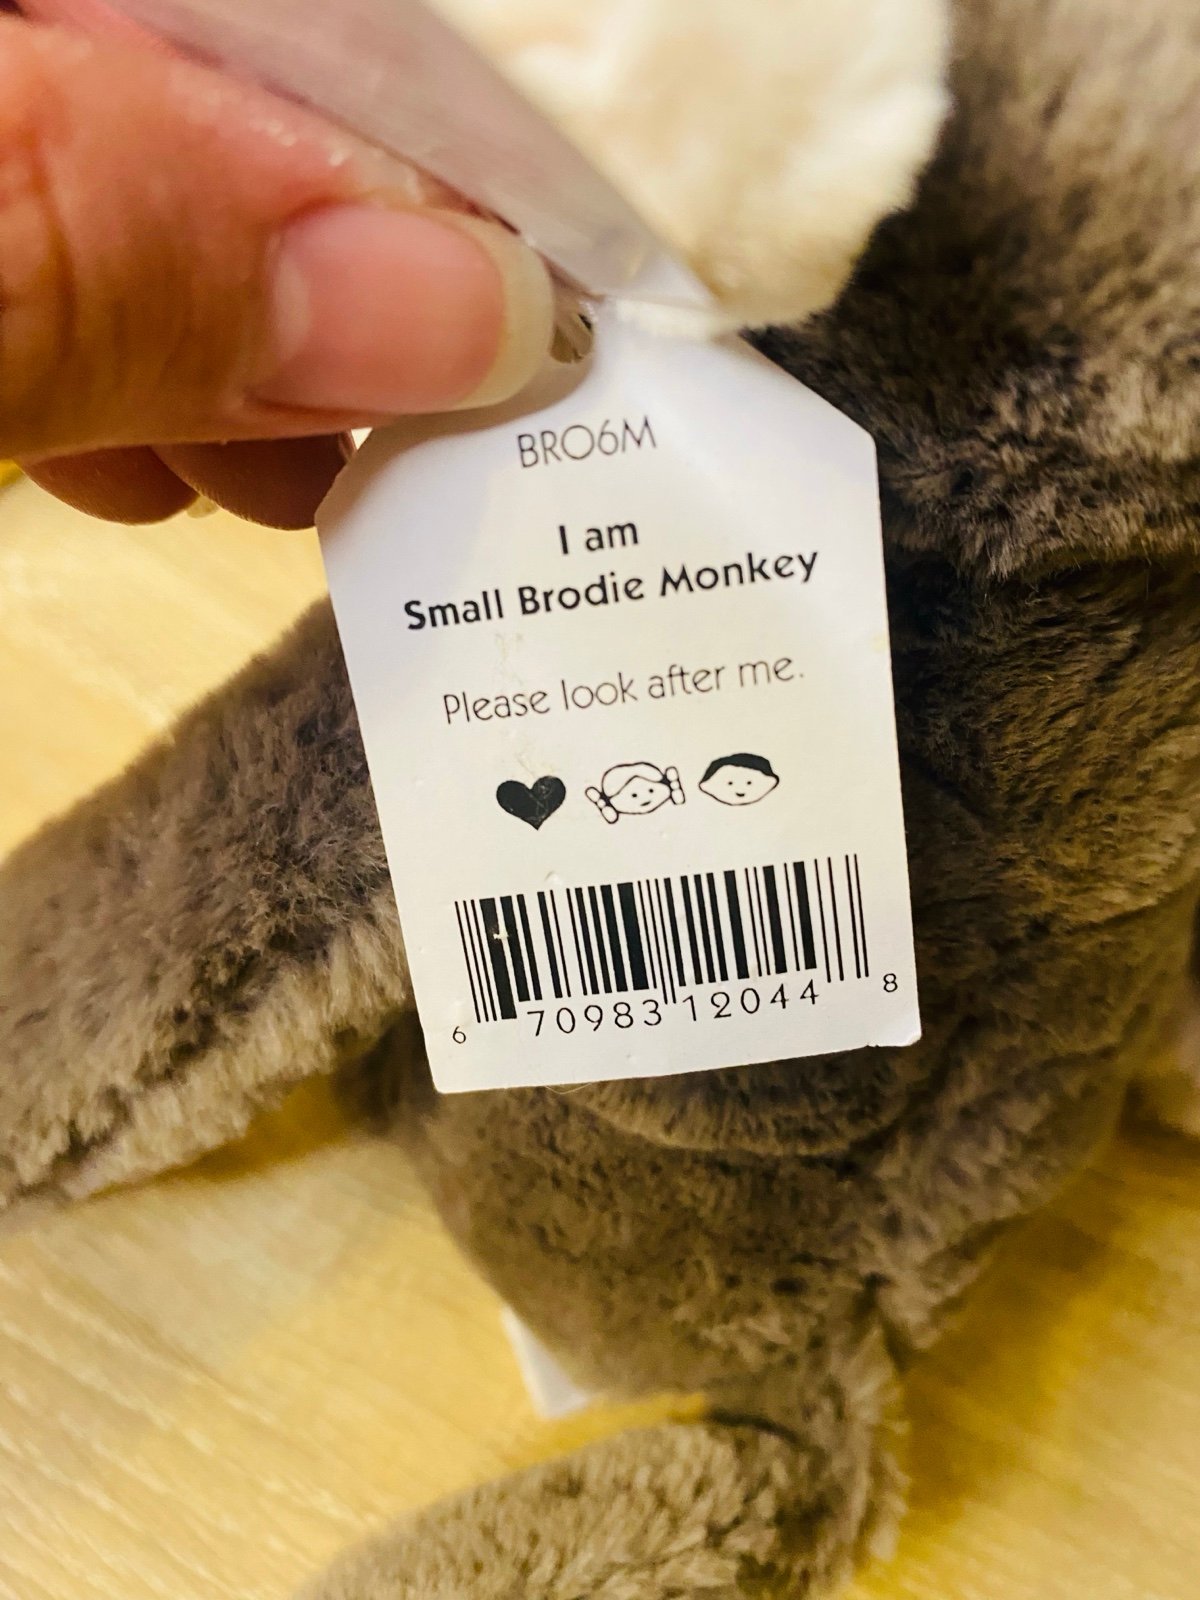 BRO6M
I am
Small Brodie Monkey
Please look after me.
6 70983 12044 8